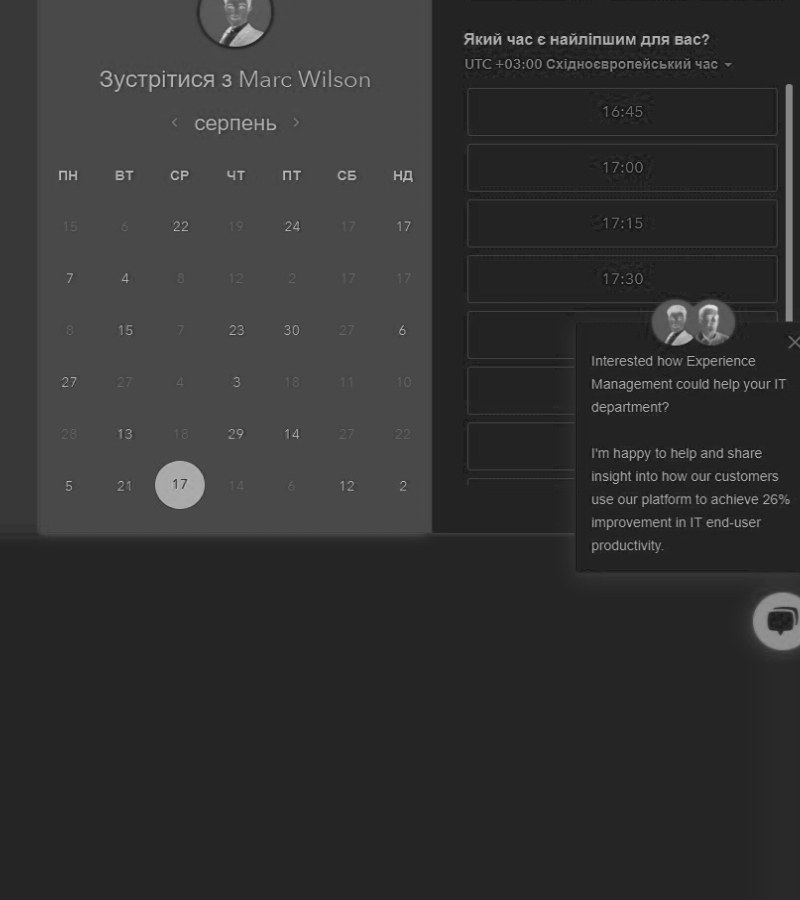 Зустрітися з Marc Wilson
серпень
ПН ВТ СР ЧТ ПТ СБ НД
15 6 22 19 24 17 17
7 4 8 12 2 17 17
8 15 7 23 30 27 6
27 27 4 3 18 11 10
28 13 18 29 14 27 22
5 21 17 14 6 12 2
Який час є найліпшим для вас?
UTC +03:00 Східноєвропейський час
16:45
17:00
17:15
17:30
Interested how Experience
Management could help your IT
department?
I'm happy to help and share
insight into how our customers
use our platform to achieve 26%
improvement in IT end-user
productivity.